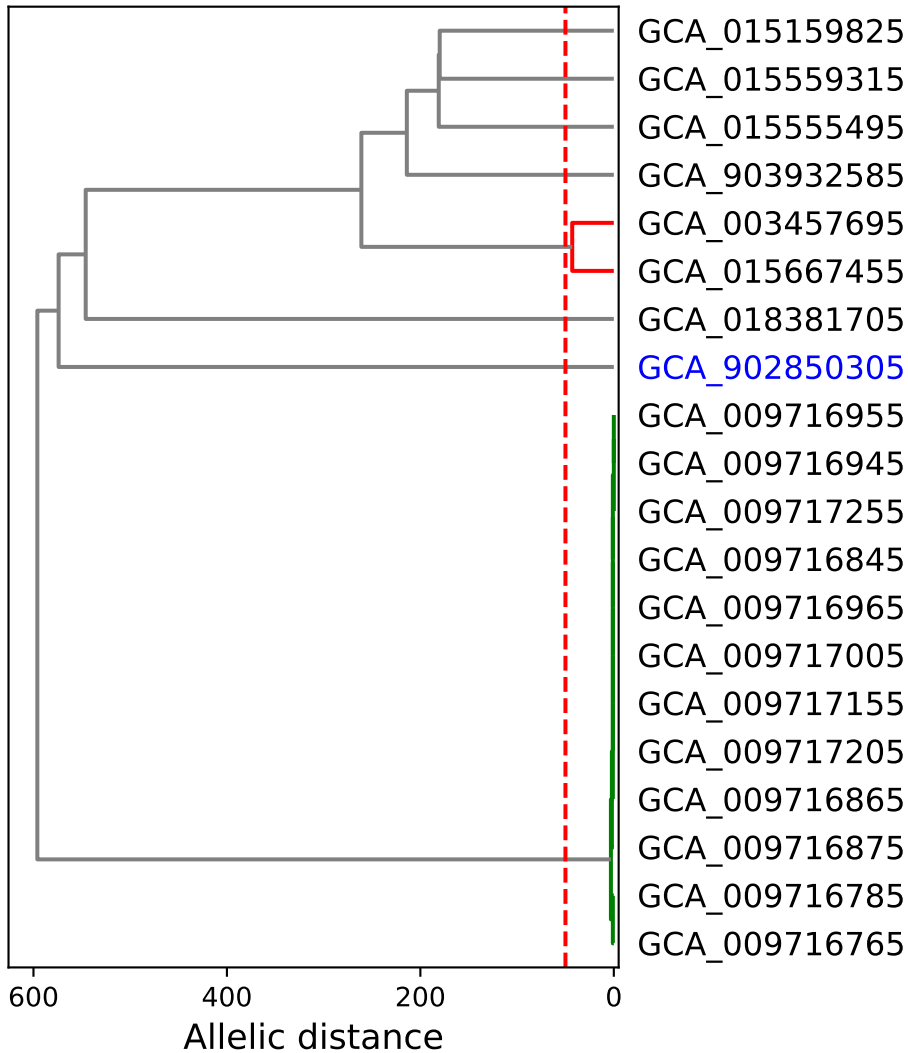 GCA_015159825
GCA_015559315
GCA_015555495
GCA_903932585
GCA_003457695
GCA_015667455
GCA_018381705
GCA_902850305
GCA_009716955
GCA_009716945
GCA_009717255
GCA_009716845
GCA_009716965
GCA_009717005
GCA_009717155
GCA_009717205
GCA_009716865
GCA_009716875
GCA_009716785
GCA_009716765
600 400 200 0
Allelic distance